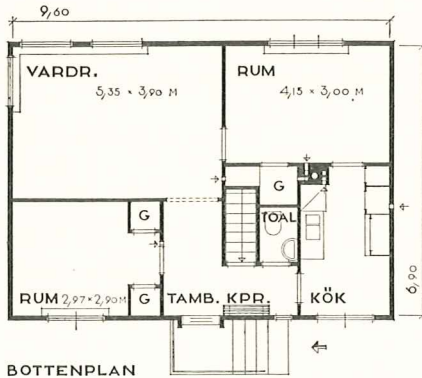 9,60
VARDR.
5,35 × 3,90 M
RUM
4,15 × 3,00 M
G
TOAL.
G
RUM 2,97×2,90 M
G
TAMB. KPR.
KÖK
6,90
BOTTENPLAN